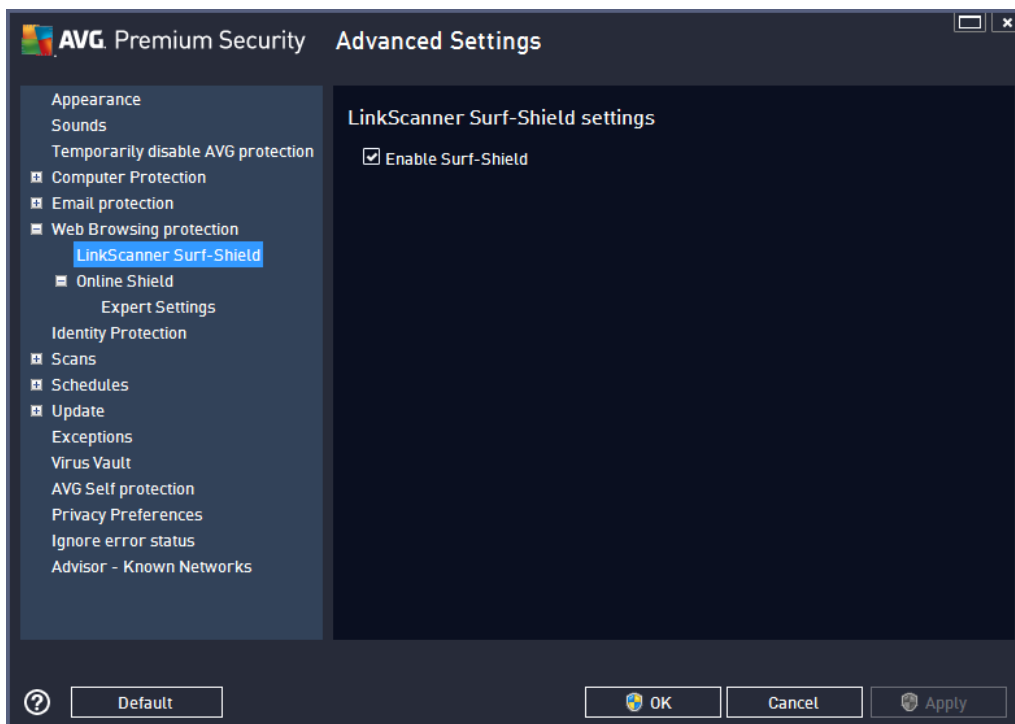 AVG. Premium Security
Advanced Settings
Appearance
Sounds
Temporarily disable AVG protection
Computer Protection
Email protection
Web Browsing protection
LinkScanner Surf-Shield
Online Shield
Expert Settings
Identity Protection
Scans
Schedules
Update
Exceptions
Virus Vault
AVG Self protection
Privacy Preferences
Ignore error status
Advisor - Known Networks
LinkScanner Surf-Shield settings
Enable Surf-Shield
?
Default
OK
Cancel
Apply